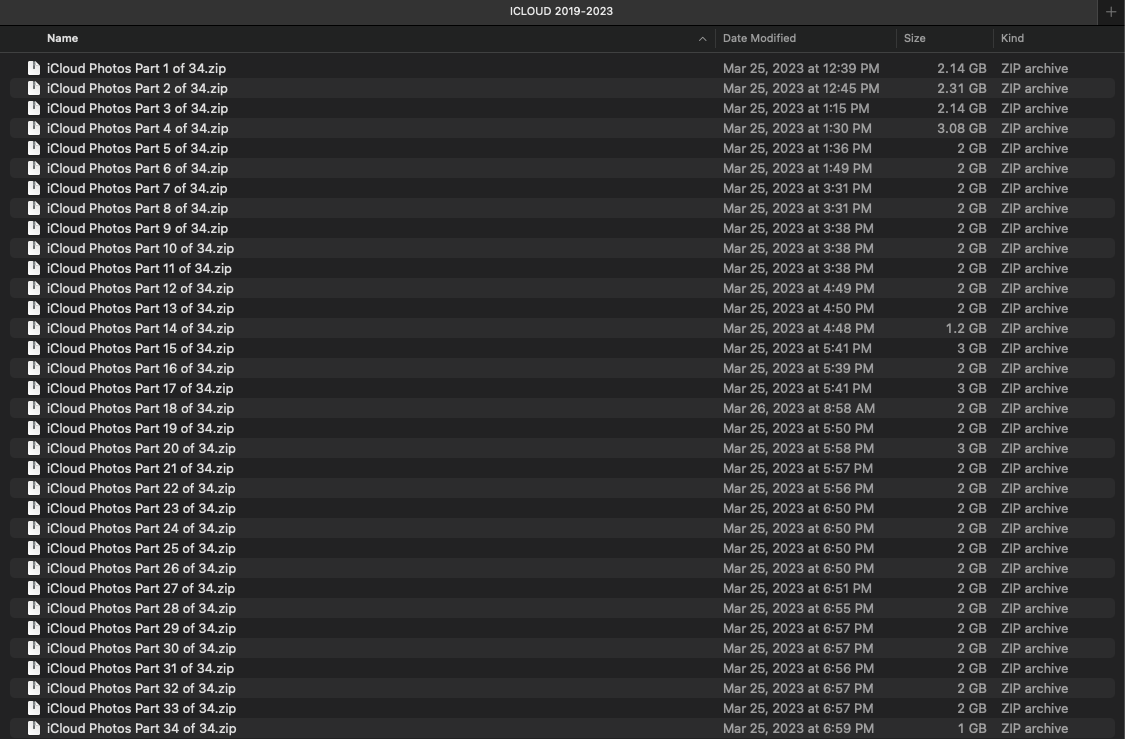 ICLOUD 2019-2023
Name Date Modified Size Kind
iCloud Photos Part 1 of 34.zip Mar 25, 2023 at 12:39 PM 2.14 GB ZIP archive
iCloud Photos Part 2 of 34.zip Mar 25, 2023 at 12:45 PM 2.31 GB ZIP archive
iCloud Photos Part 3 of 34.zip Mar 25, 2023 at 1:15 PM 2.14 GB ZIP archive
iCloud Photos Part 4 of 34.zip Mar 25, 2023 at 1:30 PM 3.08 GB ZIP archive
iCloud Photos Part 5 of 34.zip Mar 25, 2023 at 1:36 PM 2 GB ZIP archive
iCloud Photos Part 6 of 34.zip Mar 25, 2023 at 1:49 PM 2 GB ZIP archive
iCloud Photos Part 7 of 34.zip Mar 25, 2023 at 3:31 PM 2 GB ZIP archive
iCloud Photos Part 8 of 34.zip Mar 25, 2023 at 3:31 PM 2 GB ZIP archive
iCloud Photos Part 9 of 34.zip Mar 25, 2023 at 3:38 PM 2 GB ZIP archive
iCloud Photos Part 10 of 34.zip Mar 25, 2023 at 3:38 PM 2 GB ZIP archive
iCloud Photos Part 11 of 34.zip Mar 25, 2023 at 3:38 PM 2 GB ZIP archive
iCloud Photos Part 12 of 34.zip Mar 25, 2023 at 4:49 PM 2 GB ZIP archive
iCloud Photos Part 13 of 34.zip Mar 25, 2023 at 4:50 PM 2 GB ZIP archive
iCloud Photos Part 14 of 34.zip Mar 25, 2023 at 4:48 PM 1.2 GB ZIP archive
iCloud Photos Part 15 of 34.zip Mar 25, 2023 at 5:41 PM 3 GB ZIP archive
iCloud Photos Part 16 of 34.zip Mar 25, 2023 at 5:39 PM 2 GB ZIP archive
iCloud Photos Part 17 of 34.zip Mar 25, 2023 at 5:41 PM 3 GB ZIP archive
iCloud Photos Part 18 of 34.zip Mar 26, 2023 at 8:58 AM 2 GB ZIP archive
iCloud Photos Part 19 of 34.zip Mar 25, 2023 at 5:50 PM 2 GB ZIP archive
iCloud Photos Part 20 of 34.zip Mar 25, 2023 at 5:58 PM 3 GB ZIP archive
iCloud Photos Part 21 of 34.zip Mar 25, 2023 at 5:57 PM 2 GB ZIP archive
iCloud Photos Part 22 of 34.zip Mar 25, 2023 at 5:56 PM 2 GB ZIP archive
iCloud Photos Part 23 of 34.zip Mar 25, 2023 at 6:50 PM 2 GB ZIP archive
iCloud Photos Part 24 of 34.zip Mar 25, 2023 at 6:50 PM 2 GB ZIP archive
iCloud Photos Part 25 of 34.zip Mar 25, 2023 at 6:50 PM 2 GB ZIP archive
iCloud Photos Part 26 of 34.zip Mar 25, 2023 at 6:50 PM 2 GB ZIP archive
iCloud Photos Part 27 of 34.zip Mar 25, 2023 at 6:51 PM 2 GB ZIP archive
iCloud Photos Part 28 of 34.zip Mar 25, 2023 at 6:55 PM 2 GB ZIP archive
iCloud Photos Part 29 of 34.zip Mar 25, 2023 at 6:57 PM 2 GB ZIP archive
iCloud Photos Part 30 of 34.zip Mar 25, 2023 at 6:57 PM 2 GB ZIP archive
iCloud Photos Part 31 of 34.zip Mar 25, 2023 at 6:56 PM 2 GB ZIP archive
iCloud Photos Part 32 of 34.zip Mar 25, 2023 at 6:57 PM 2 GB ZIP archive
iCloud Photos Part 33 of 34.zip Mar 25, 2023 at 6:57 PM 2 GB ZIP archive
iCloud Photos Part 34 of 34.zip Mar 25, 2023 at 6:59 PM 1 GB ZIP archive